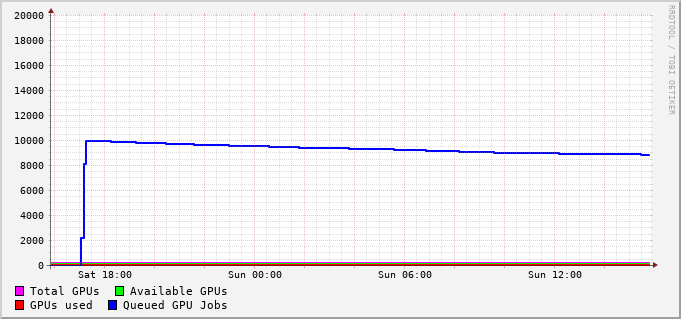 RRDTOOL / TOBI OETIKER
20000
18000
16000
14000
12000
10000
8000
6000
4000
2000
0
Sat 18:00 Sun 00:00 Sun 06:00 Sun 12:00
Total GPUs Available GPUs
GPUs used Queued GPU Jobs